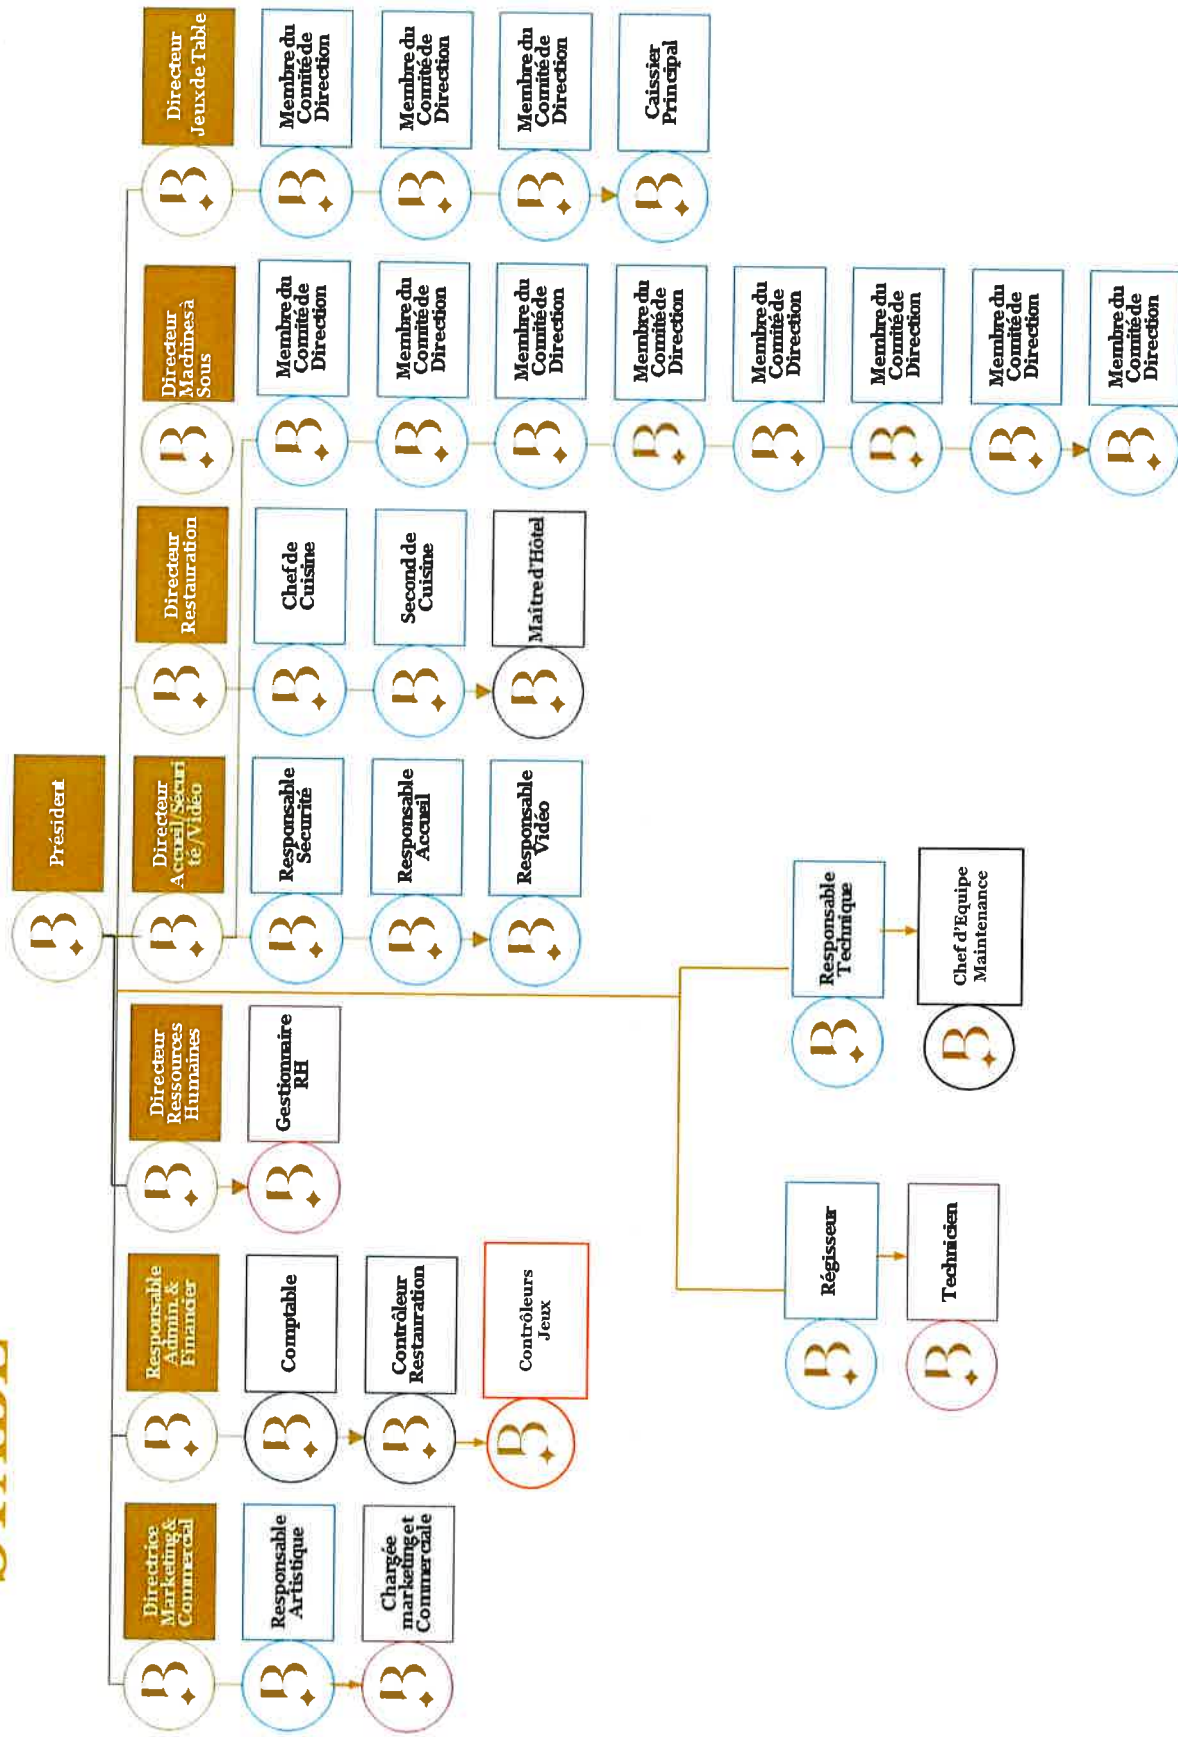 Président
Directrice
Marketing &
Commercial
Responsable
Admin. &
Financier
Directeur
Ressources
Humaines
Directeur
Accueil/Sécuri
té/Vidéo
Directeur
Restauration
Directeur
Machines à
Sous
Directeur
Jeux de Table
Responsable
Artistique
Comptable
Gestionnaire
RH
Responsable
Sécurité
Chef de
Cuisine
Membre du
Comité de
Direction
Membre du
Comité de
Direction
Chargée
marketing et
Commerciale
Contrôleur
Restauration
Responsable
Accueil
Second de
Cuisine
Membre du
Comité de
Direction
Membre du
Comité de
Direction
Contrôleurs
Jeux
Responsable
Vidéo
Maître d'Hôtel
Membre du
Comité de
Direction
Membre du
Comité de
Direction
Membre du
Comité de
Direction
Caissier
Principal
Membre du
Comité de
Direction
Membre du
Comité de
Direction
Membre du
Comité de
Direction
Membre du
Comité de
Direction
Régisseur
Responsable
Technique
Technicien
Chef d'Equipe
Maintenance